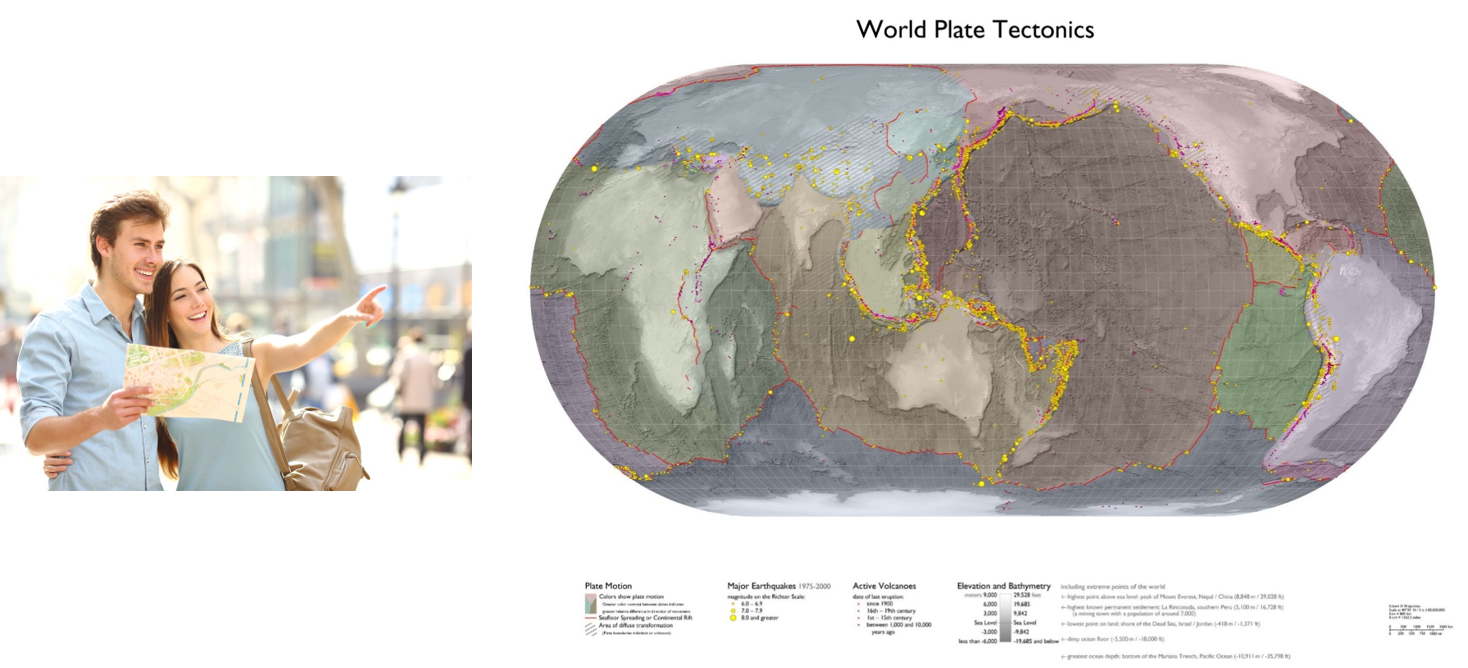 World Plate Tectonics
Plate Motion
Colors show plate motion
Greater color contrast between plates indicates
greater relative difference in direction of movement.
Seafloor Spreading or Continental Rift
Area of diffuse transformation
(Plate boundaries indistinct or unknown)
Major Earthquakes 1975-2000
magnitude on the Richter Scale:
6.0 – 6.9
7.0 – 7.9
8.0 and greater
Active Volcanoes
date of last eruption:
since 1900
16th – 19th century
1st – 15th century
between 1,000 and 10,000
years ago
Elevation and Bathymetry
meters 9,000 29,528 feet
6,000 19,685
3,000 9,842
Sea Level Sea Level
-3,000 -9,842
less than -6,000 -19,685 and below
including extreme points of the world
←highest point above sea level: peak of Mount Everest, Nepal / China (8,848 m / 29,028 ft)
←highest known permanent settlement: La Rinconada, southern Peru (5,100 m / 16,728 ft)
(a mining town with a population of around 7,000)
←lowest point on land: shore of the Dead Sea, Israel / Jordan (-418 m / -1,371 ft)
←deep ocean floor (-5,500 m / -18,000 ft)
←greatest ocean depth: bottom of the Mariana Trench, Pacific Ocean (-10,911 m / -35,798 ft)